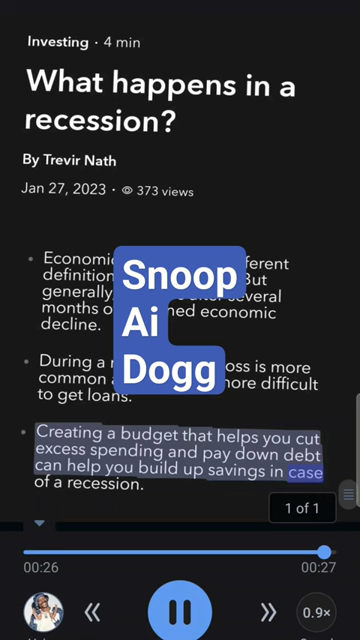 Investing · 4 min
What happens in a
recession?
By Trevir Nath
Jan 27, 2023 · 373 views
Snoop
Ai
Dogg
• Economic ferent
definition But
generally, several
months o ned economic
decline.
• During a oss is more
common more difficult
to get loans.
• Creating a budget that helps you cut
excess spending and pay down debt
can help you build up savings in case
of a recession.
1 of 1
00:26 00:27
0.9×